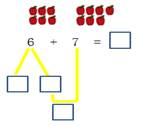 6 + 7 =